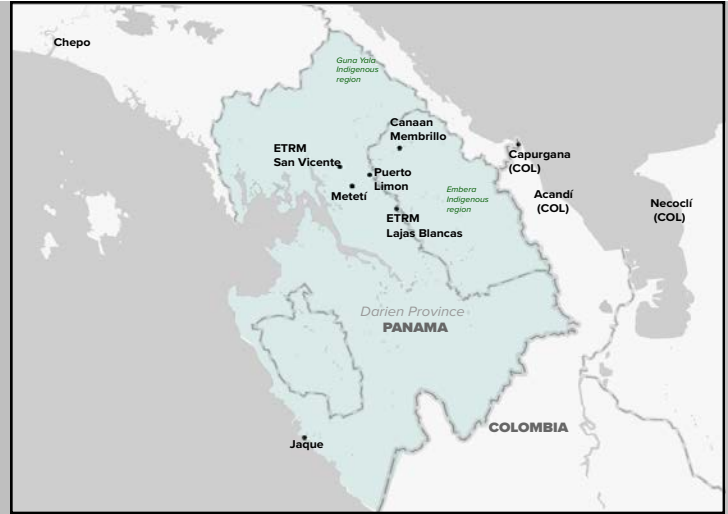 Chepo
Guna Yala
Indigenous
region
Canaan
Membrillo
ETRM
San Vicente
Capurgana
(COL)
Puerto
Limon
Metetí
Embera
Indigenous
region
Acandí
(COL)
Necoclí
(COL)
ETRM
Lajas Blancas
Darien Province
PANAMA
COLOMBIA
Jaque